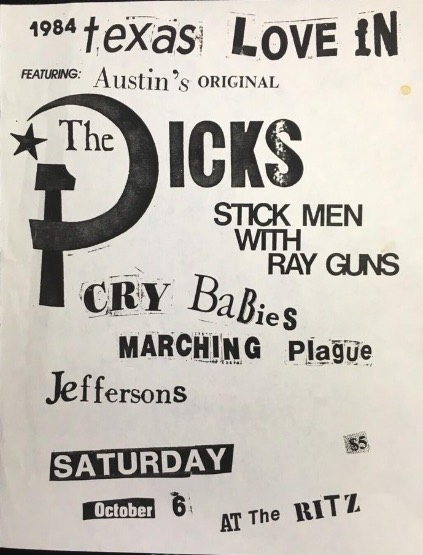 1984 texas LOVE iN
FEATURING: Austin's ORIGINAL
The DICKS
STICK MEN
WITH
RAY GUNS
CRY BaBies
MARCHING Plague
Jeffersons
$5
SATURDAY
October 6
AT The RITZ